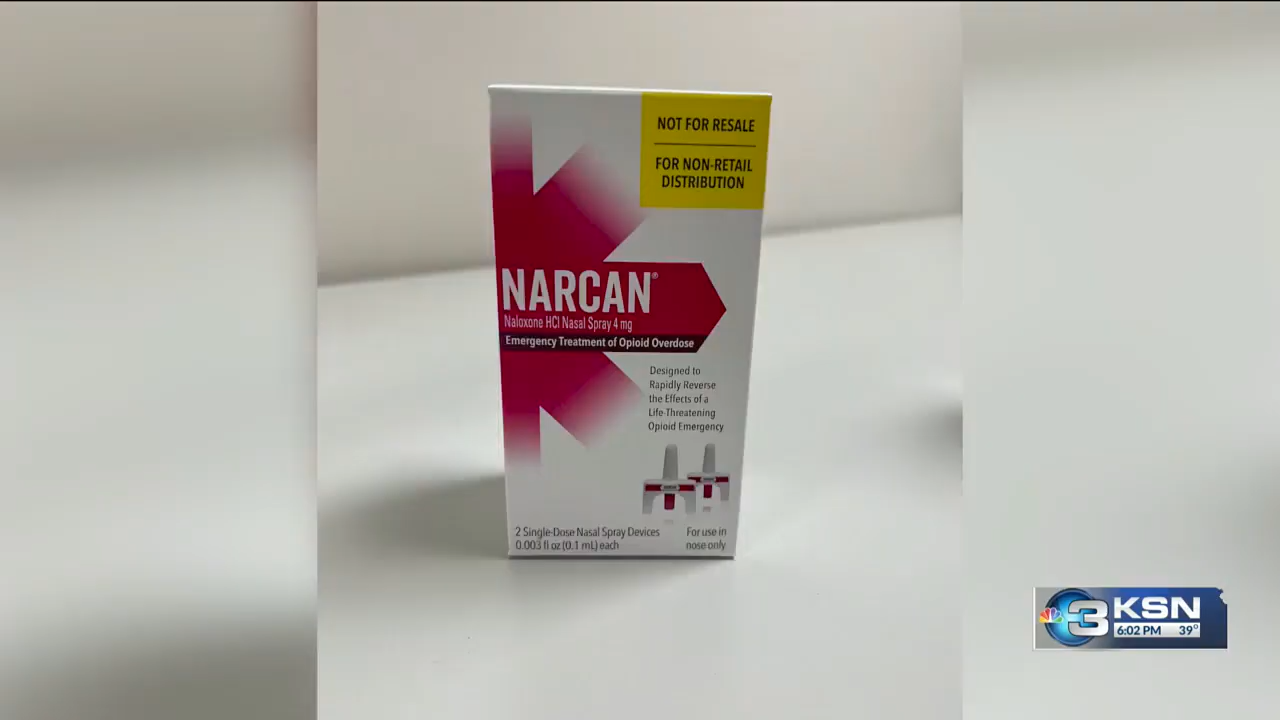 NOT FOR RESALE
FOR NON-RETAIL
DISTRIBUTION
NARCAN®
Naloxone HCl Nasal Spray 4 mg
Emergency Treatment of Opioid Overdose
Designed to
Rapidly Reverse
the Effects of a
Life-Threatening
Opioid Emergency
2 Single-Dose Nasal Spray Devices
0.003 fl oz (0.1 mL) each
For use in
nose only
3 KSN
6:02 PM 39°